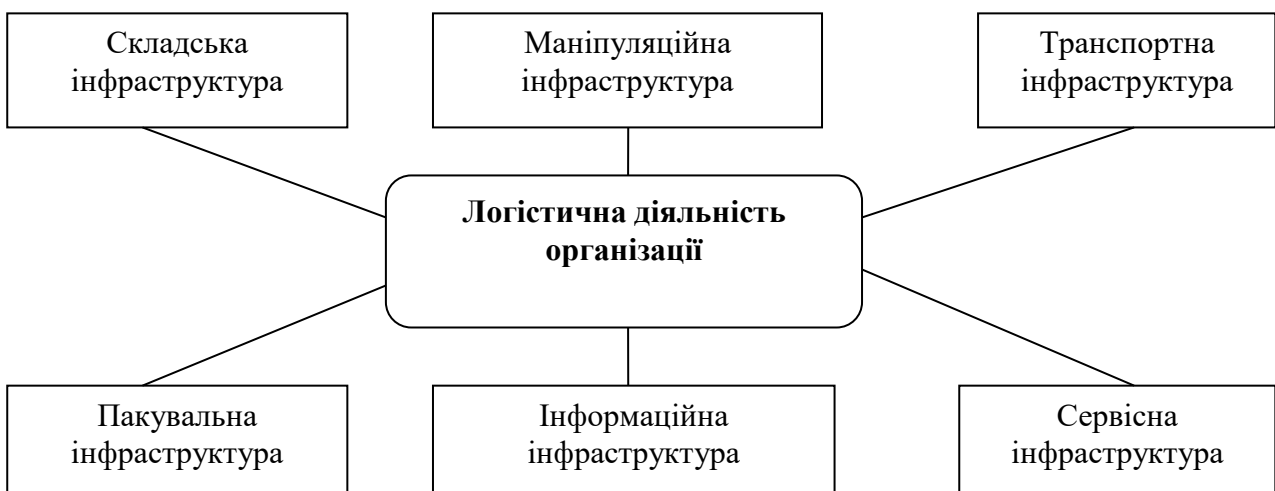 Складська
інфраструктура
Маніпуляційна
інфраструктура
Транспортна
інфраструктура
Логістична діяльність
організації
Пакувальна
інфраструктура
Інформаційна
інфраструктура
Сервісна
інфраструктура